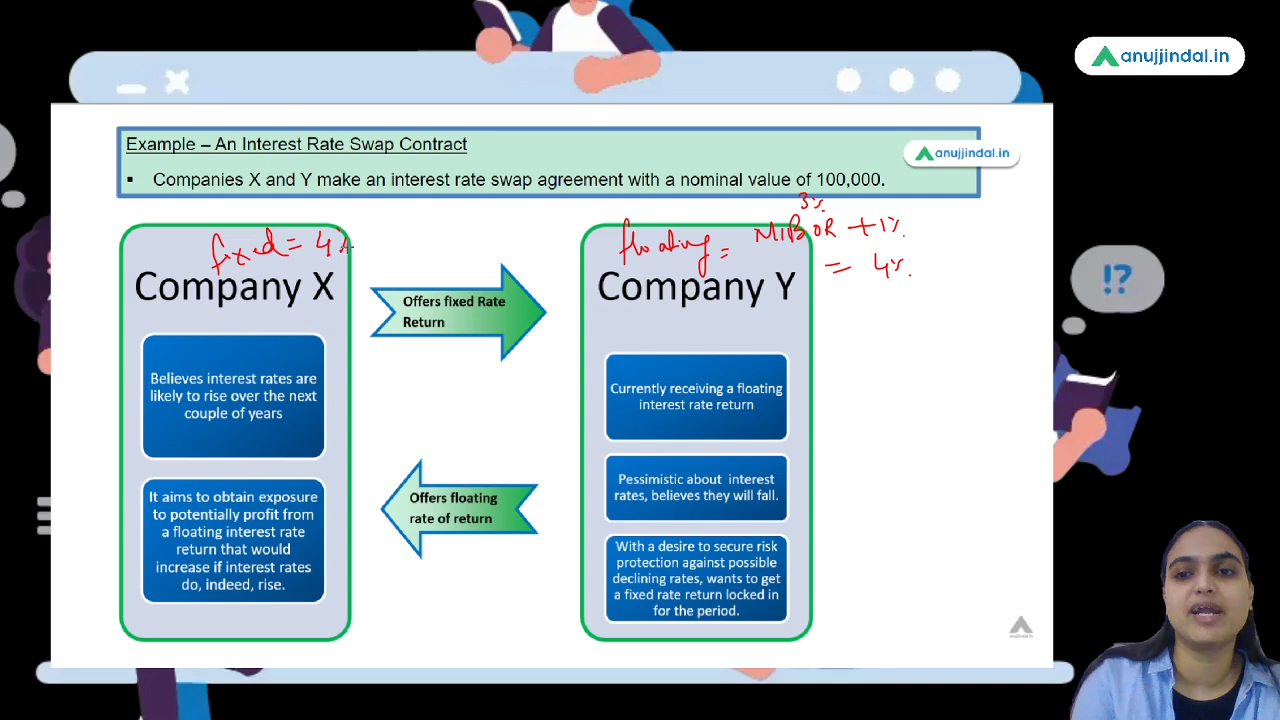 anujjindal.in
Example – An Interest Rate Swap Contract
anujjindal.in
▪ Companies X and Y make an interest rate swap agreement with a nominal value of 100,000.
3%
fixed = 4%
floating = MIBOR + 1%
= 4%
Company X
Offers fixed Rate
Return
Company Y
Believes interest rates are
likely to rise over the next
couple of years
Currently receiving a floating
interest rate return
It aims to obtain exposure
to potentially profit from
a floating interest rate
return that would
increase if interest rates
do, indeed, rise.
Offers floating
rate of return
Pessimistic about interest
rates, believes they will fall.
With a desire to secure risk
protection against possible
declining rates, wants to get
a fixed rate return locked in
for the period.
!?
anujjindal.in